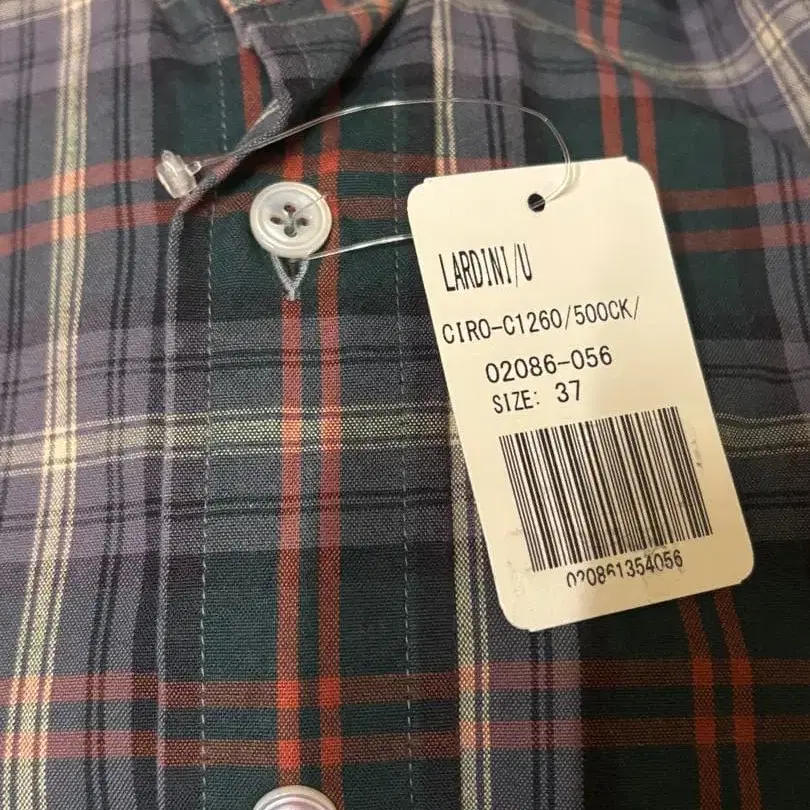 LARDINI/U
CIRO-C1260/500CK/
02086-056
SIZE: 37
020861354056